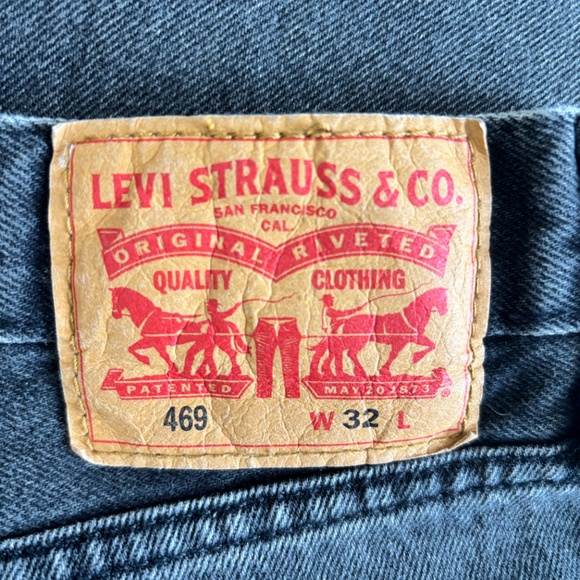 LEVI STRAUSS & CO.
SAN FRANCISCO
CAL.
ORIGINAL RIVETED
QUALITY CLOTHING
PATENTED MAY 20 1873 ®
469 W 32 L